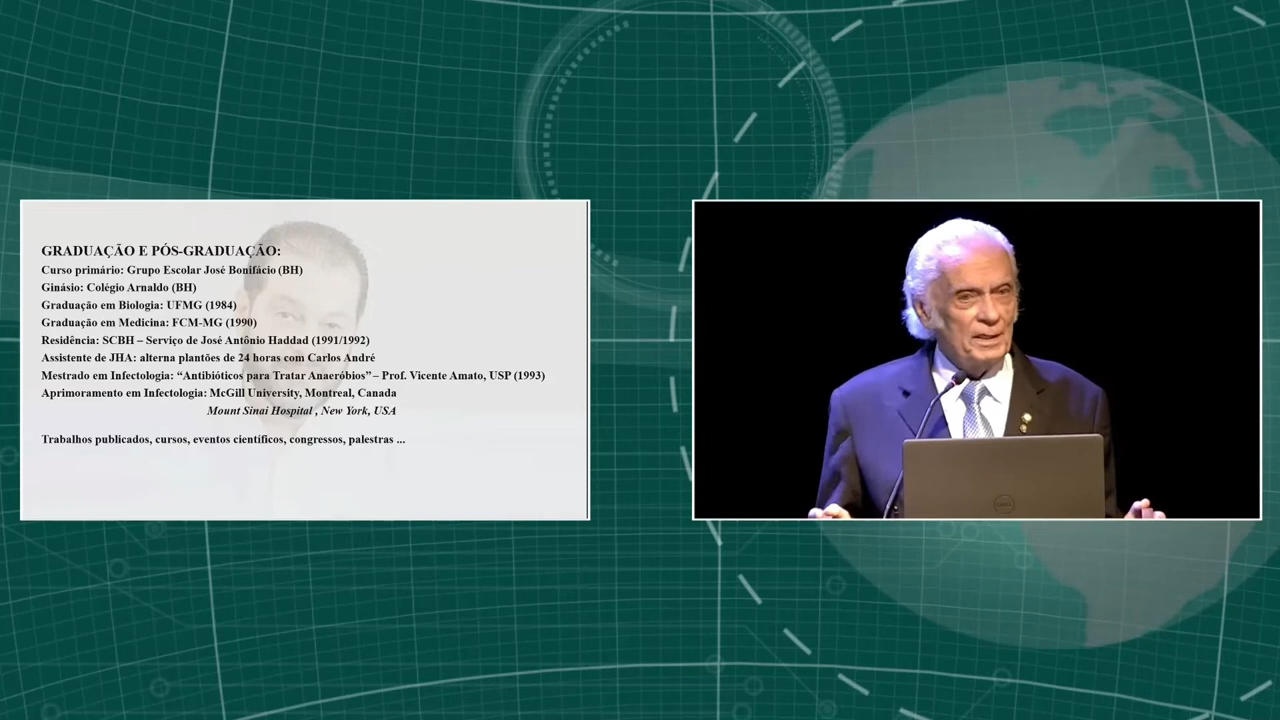 GRADUAÇÃO E PÓS-GRADUAÇÃO:
Curso primário: Grupo Escolar José Bonifácio (BH)
Ginásio: Colégio Arnaldo (BH)
Graduação em Biologia: UFMG (1984)
Graduação em Medicina: FCM-MG (1990)
Residência: SCBH – Serviço de José Antônio Haddad (1991/1992)
Assistente de JHA: alterna plantões de 24 horas com Carlos André
Mestrado em Infectologia: “Antibióticos para Tratar Anaeróbios” – Prof. Vicente Amato, USP (1993)
Aprimoramento em Infectologia: McGill University, Montreal, Canada
Mount Sinai Hospital , New York, USA
Trabalhos publicados, cursos, eventos científicos, congressos, palestras ...
DELL